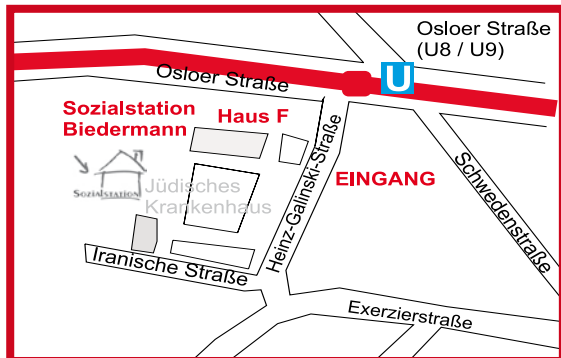 Osloer Straße
(U8 / U9)
U
Osloer Straße
Sozialstation
Biedermann
Haus F
SOZIALSTATION
Jüdisches
Krankenhaus
EINGANG
Heinz-Galinski-Straße
Schwedenstraße
Iranische Straße
Exerzierstraße